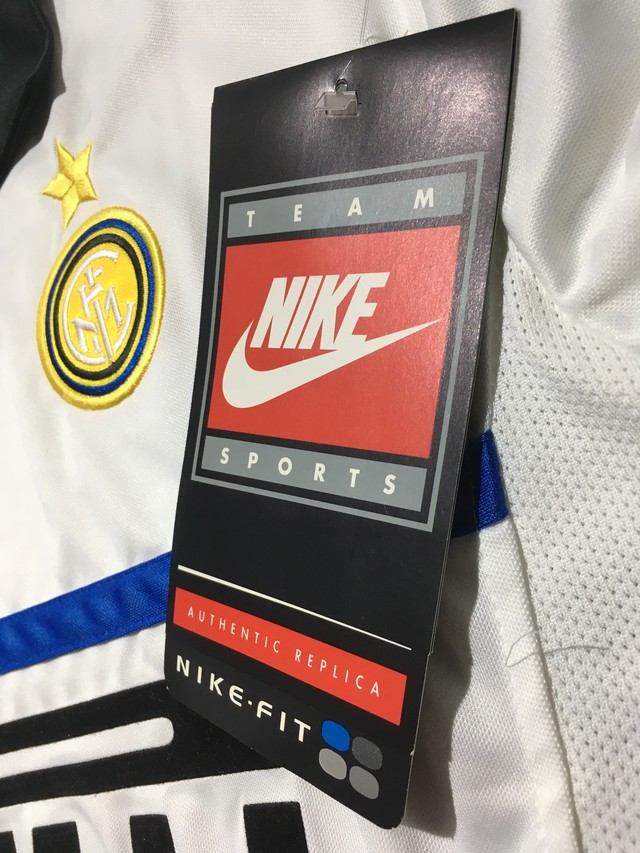 TEAM
NIKE
SPORTS
AUTHENTIC REPLICA
NIKE·FIT